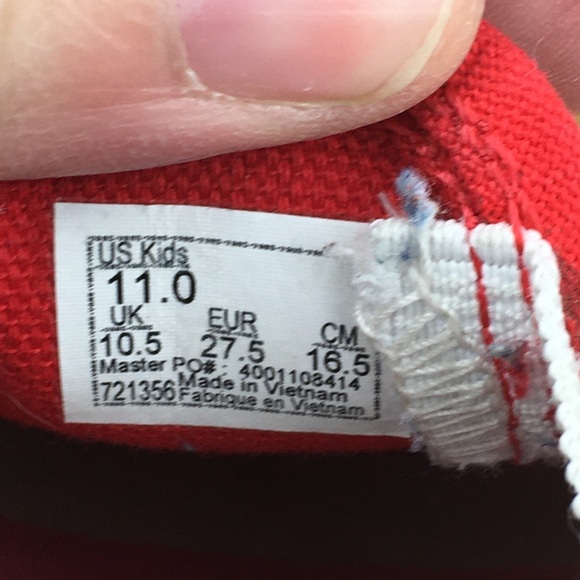 US Kids
11.0
UK EUR CM
10.5 27.5 16.5
Master PO# : 4001108414
721356 Made in Vietnam
Fabrique en Vietnam